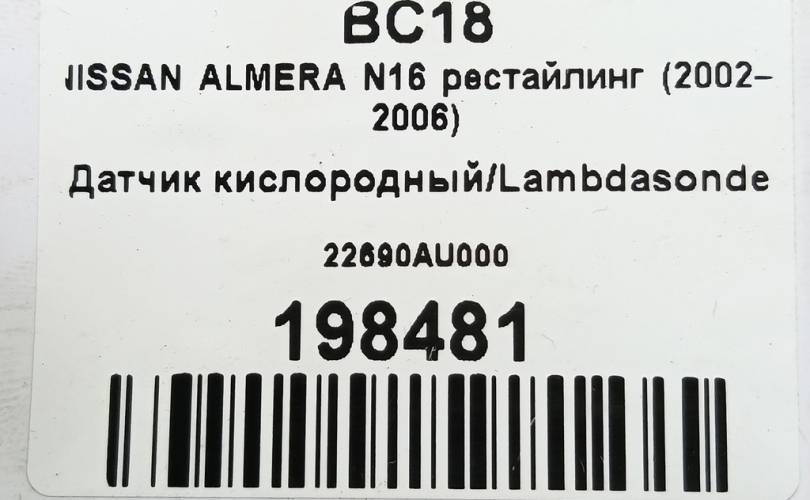 BC18
NISSAN ALMERA N16 рестайлинг (2002–
2006)
Датчик кислородный/Lambdasonde
22690AU000
198481